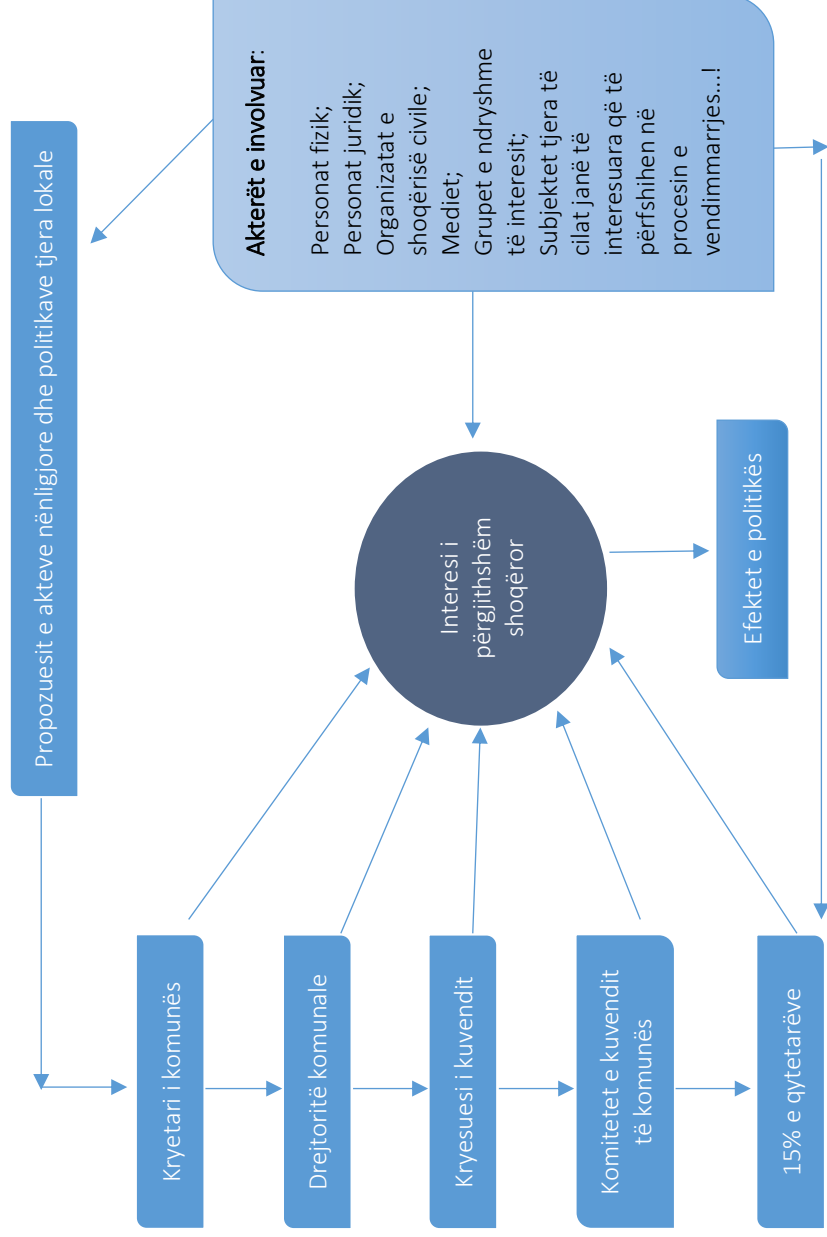 Propozuesit e akteve nënligjore dhe politikave tjera lokale
Kryetari i komunës
Drejtoritë komunale
Kryesuesi i kuvendit
Komitetet e kuvendit
të komunës
15% e qytetarëve
Interesi i
përgjithshëm
shoqëror
Efektet e politikës
Akterët e involvuar:
Personat fizik;
Personat juridik;
Organizatat e
shoqërisë civile;
Mediet;
Grupet e ndryshme
të interesit;
Subjektet tjera të
cilat janë të
interesuara që të
përfshihen në
procesin e
vendimmarrjes...!